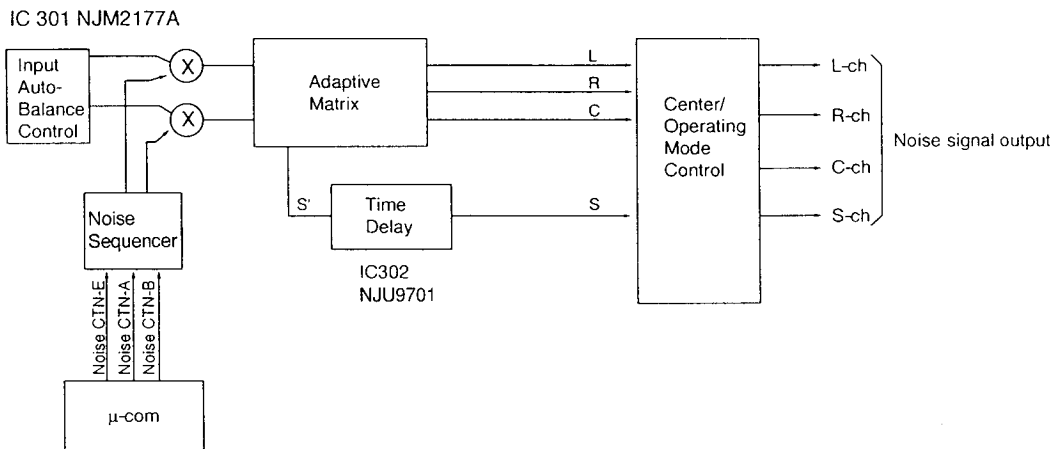 IC 301 NJM2177A
Input
Auto-
Balance
Control
X
X
Adaptive
Matrix
L
R
C
Center/
Operating
Mode
Control
L-ch
R-ch
C-ch
S-ch
Noise signal output
S'
Time
Delay
S
IC302
NJU9701
Noise
Sequencer
Noise CTN-E
Noise CTN-A
Noise CTN-B
μ-com